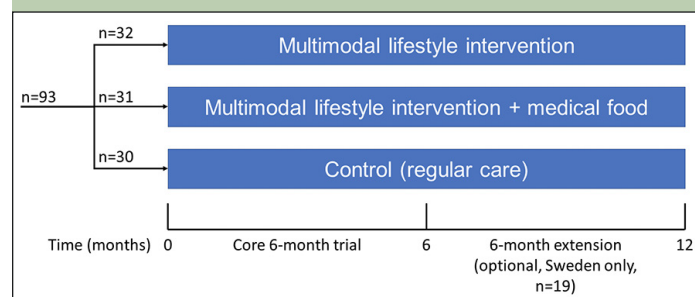 n=32
Multimodal lifestyle intervention
n=93
n=31
Multimodal lifestyle intervention + medical food
n=30
Control (regular care)
Time (months)
0
Core 6-month trial
6
6-month extension
(optional, Sweden only,
n=19)
12